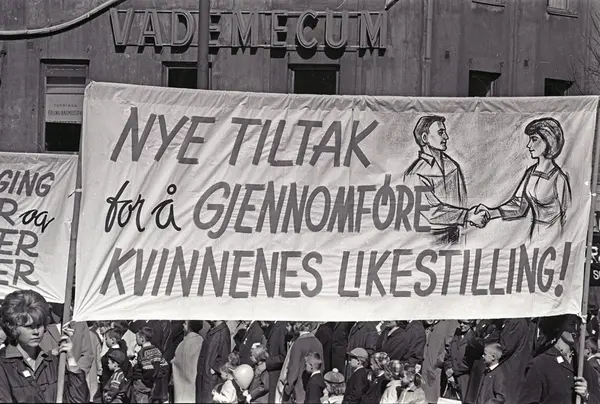 VADEMECUM
NYE TILTAK
for å GJENNOMFØRE
KVINNENES LIKESTILLING!
GING
R og
ER
ER